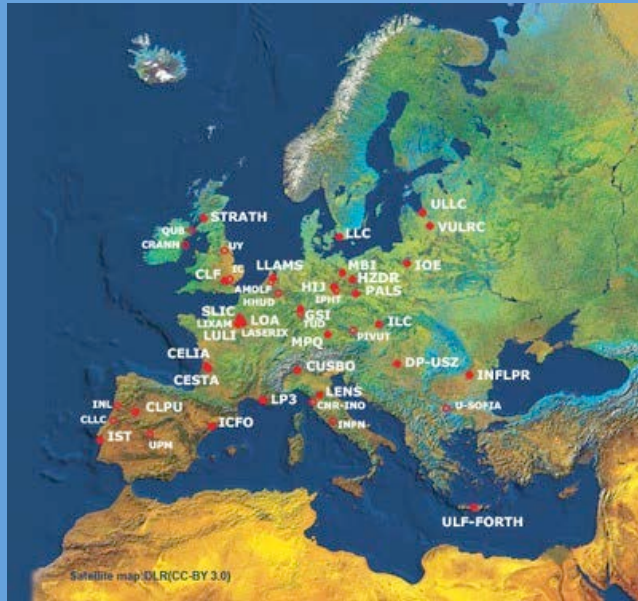 ULLC
STRATH
VULRC
QUB
LLC
CRANH
UY
IOE
LLAMS
MBI
IC
CLF
HZDR
AMOLF
HIJ
HHUD
IPHT
PALS
SLIC
GSI
LIXAM
LOA
TUD
ILC
LULI
LASERIX
PIVUT
MPQ
CELIA
CUSBO
DP-USZ
CESTA
INFLPR
LENS
LP3
INL
CLPU
CNR-INO
U-SOFIA
CLLC
ICFO
INPN
IST
UPM
ULF-FORTH
Satellite map:DLR(CC-BY 3.0)